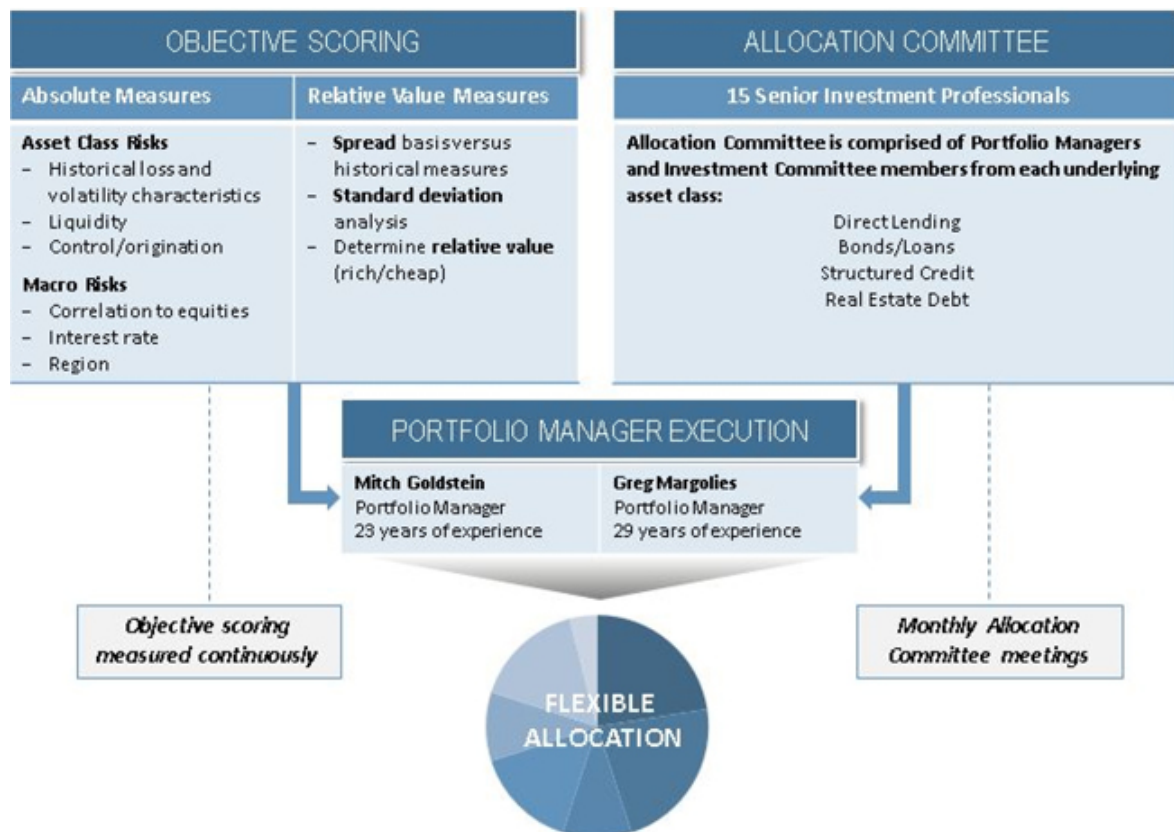 OBJECTIVE SCORING
Absolute Measures
Asset Class Risks
– Historical loss and
volatility characteristics
– Liquidity
– Control/origination
Macro Risks
– Correlation to equities
– Interest rate
– Region
Relative Value Measures
– Spread basis versus
historical measures
– Standard deviation
analysis
– Determine relative value
(rich/cheap)
ALLOCATION COMMITTEE
15 Senior Investment Professionals
Allocation Committee is comprised of Portfolio Managers
and Investment Committee members from each underlying
asset class:
Direct Lending
Bonds/Loans
Structured Credit
Real Estate Debt
PORTFOLIO MANAGER EXECUTION
Mitch Goldstein
Portfolio Manager
23 years of experience
Greg Margolies
Portfolio Manager
29 years of experience
Objective scoring
measured continuously
Monthly Allocation
Committee meetings
FLEXIBLE
ALLOCATION